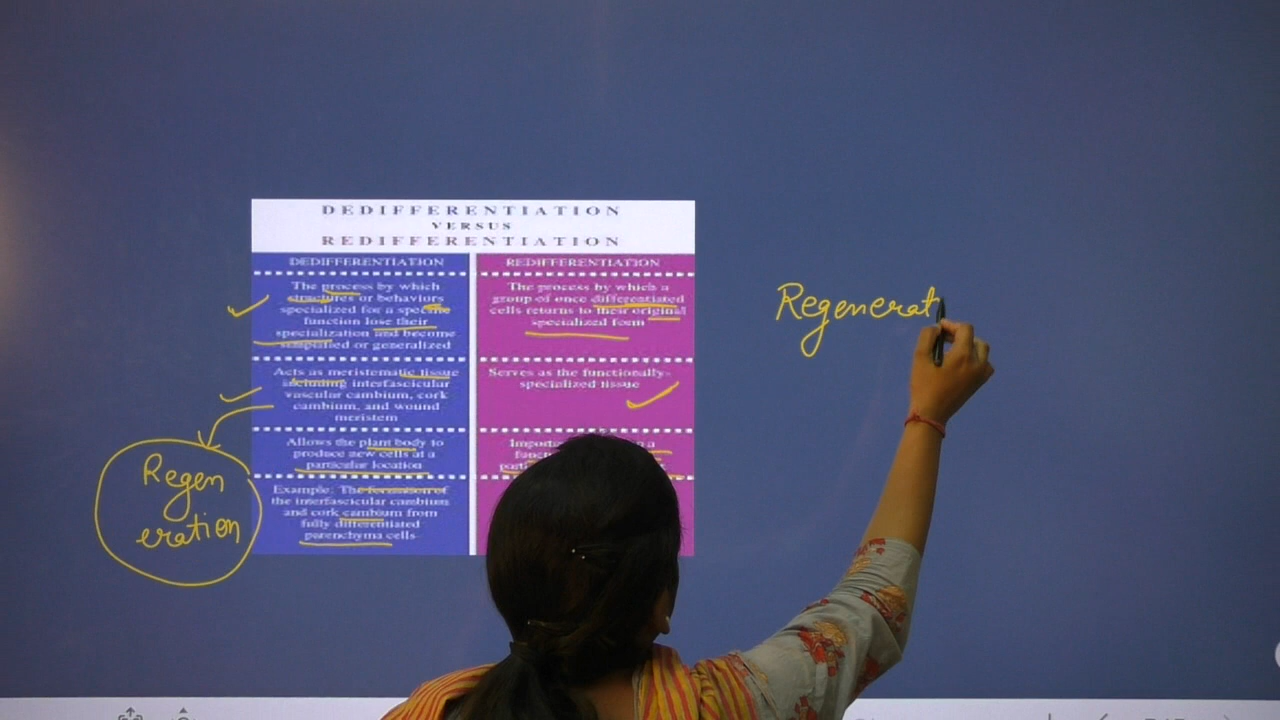 DEDIFFERENTIATION
VERSUS
REDIFFERENTIATION
DEDIFFERENTIATION
The process by which
structures or behaviors
specialized for a specific
function lose their
specialization and become
simplified or generalized
Acts as meristematic tissue
including interfascicular
vascular cambium, cork
cambium, and wound
meristem
Allows the plant body to
produce new cells at a
particular location
Example: The formation of
the interfascicular cambium
and cork cambium from
fully differentiated
parenchyma cells
REDIFFERENTIATION
The process by which a
group of once differentiated
cells returns to their original
specialized form
Serves as the functionally-
specialized tissue
a
Regen
eration
Regenerat